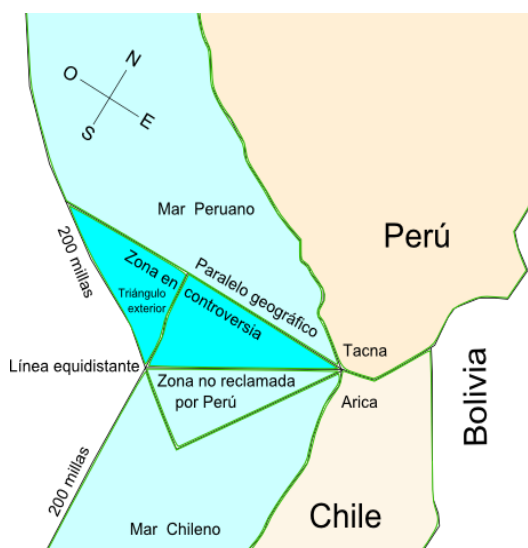 N
O
E
S
Mar Peruano
Perú
200 millas
Zona en
controversia
Paralelo geográfico
Triángulo
exterior
Tacna
Línea equidistante
Zona no reclamada
por Perú
Arica
Bolivia
200 millas
Chile
Mar Chileno